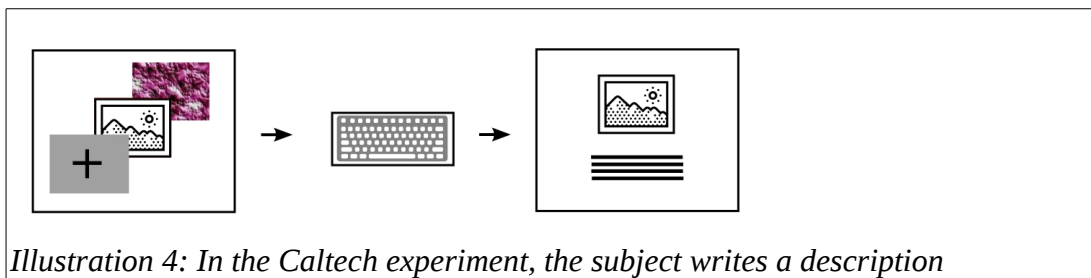 Illustration 4: In the Caltech experiment, the subject writes a description